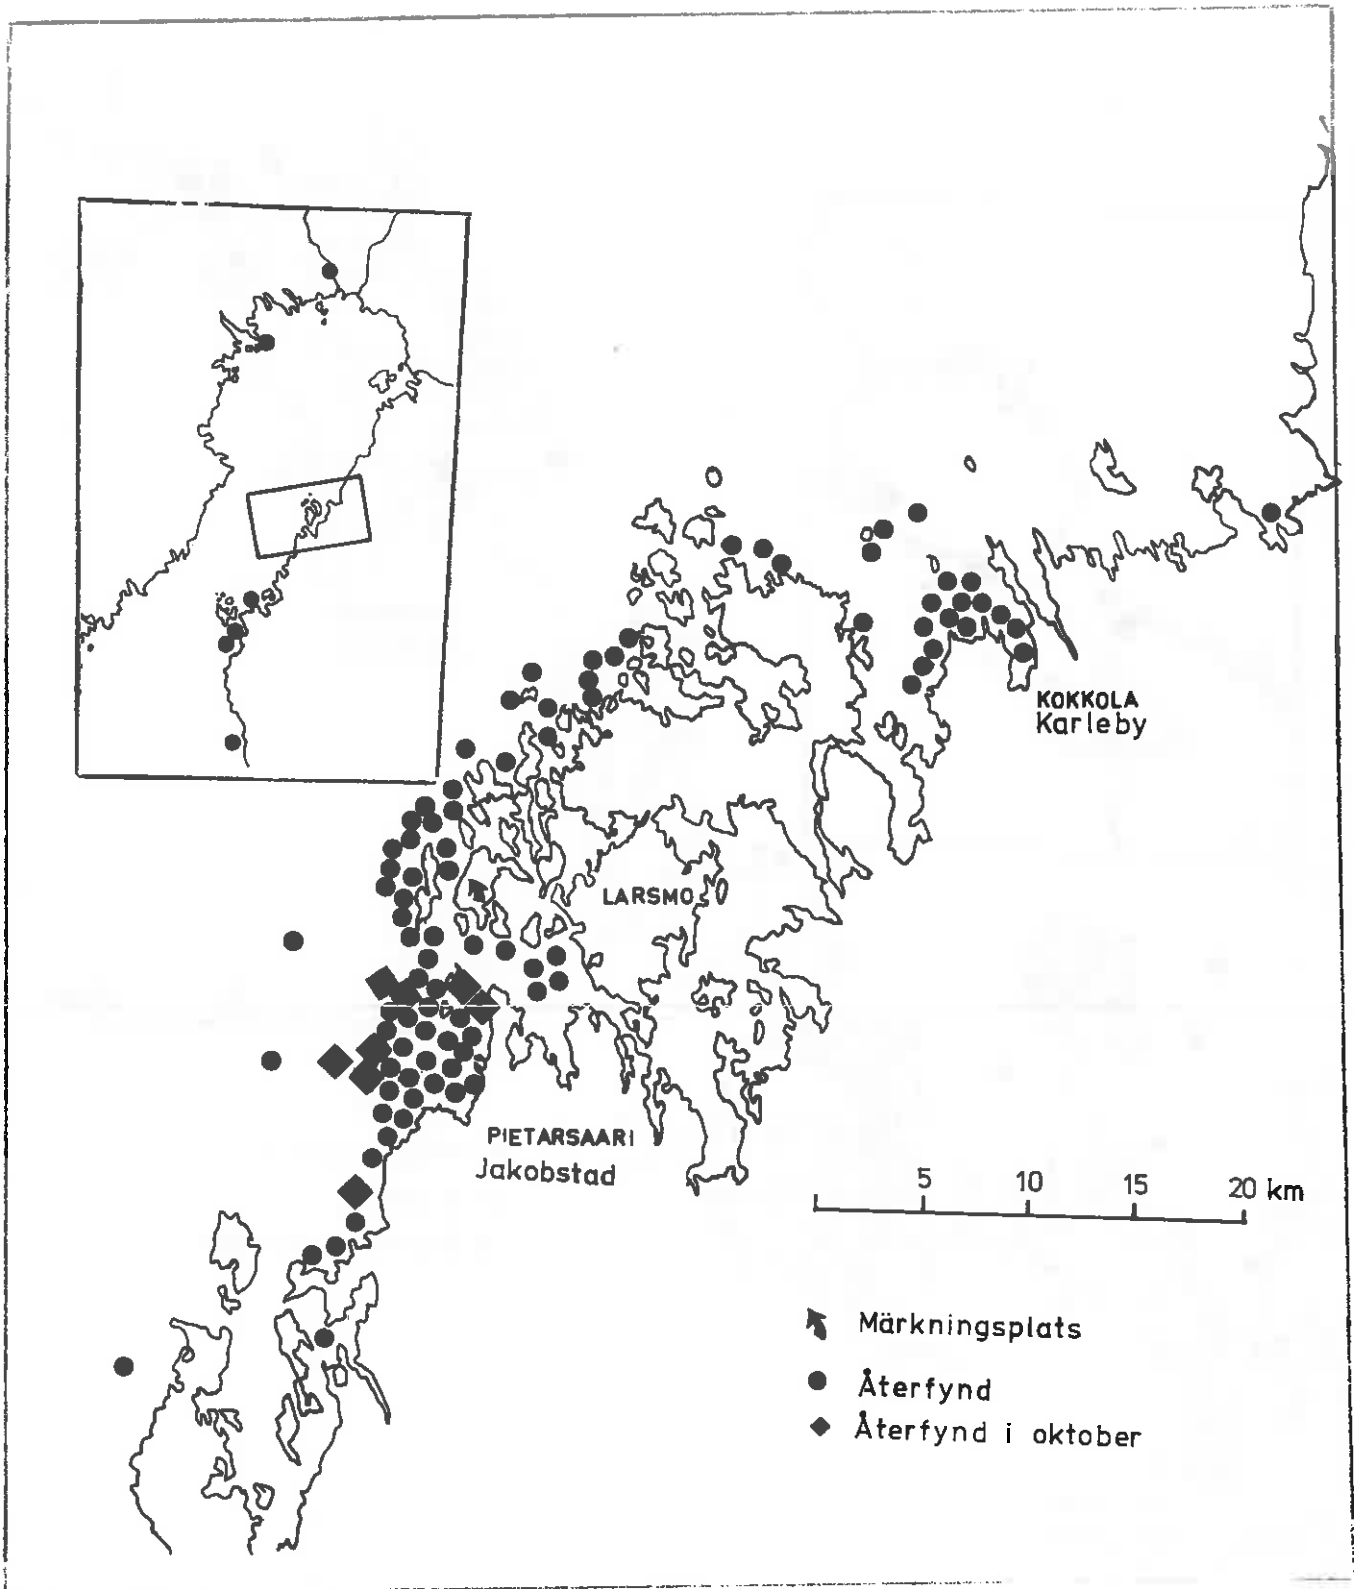 KOKKOLA
Karleby
LARSMO
PIETARSAARI
Jakobstad
5 10 15 20 km
Märkningsplats
Återfynd
Återfynd i oktober